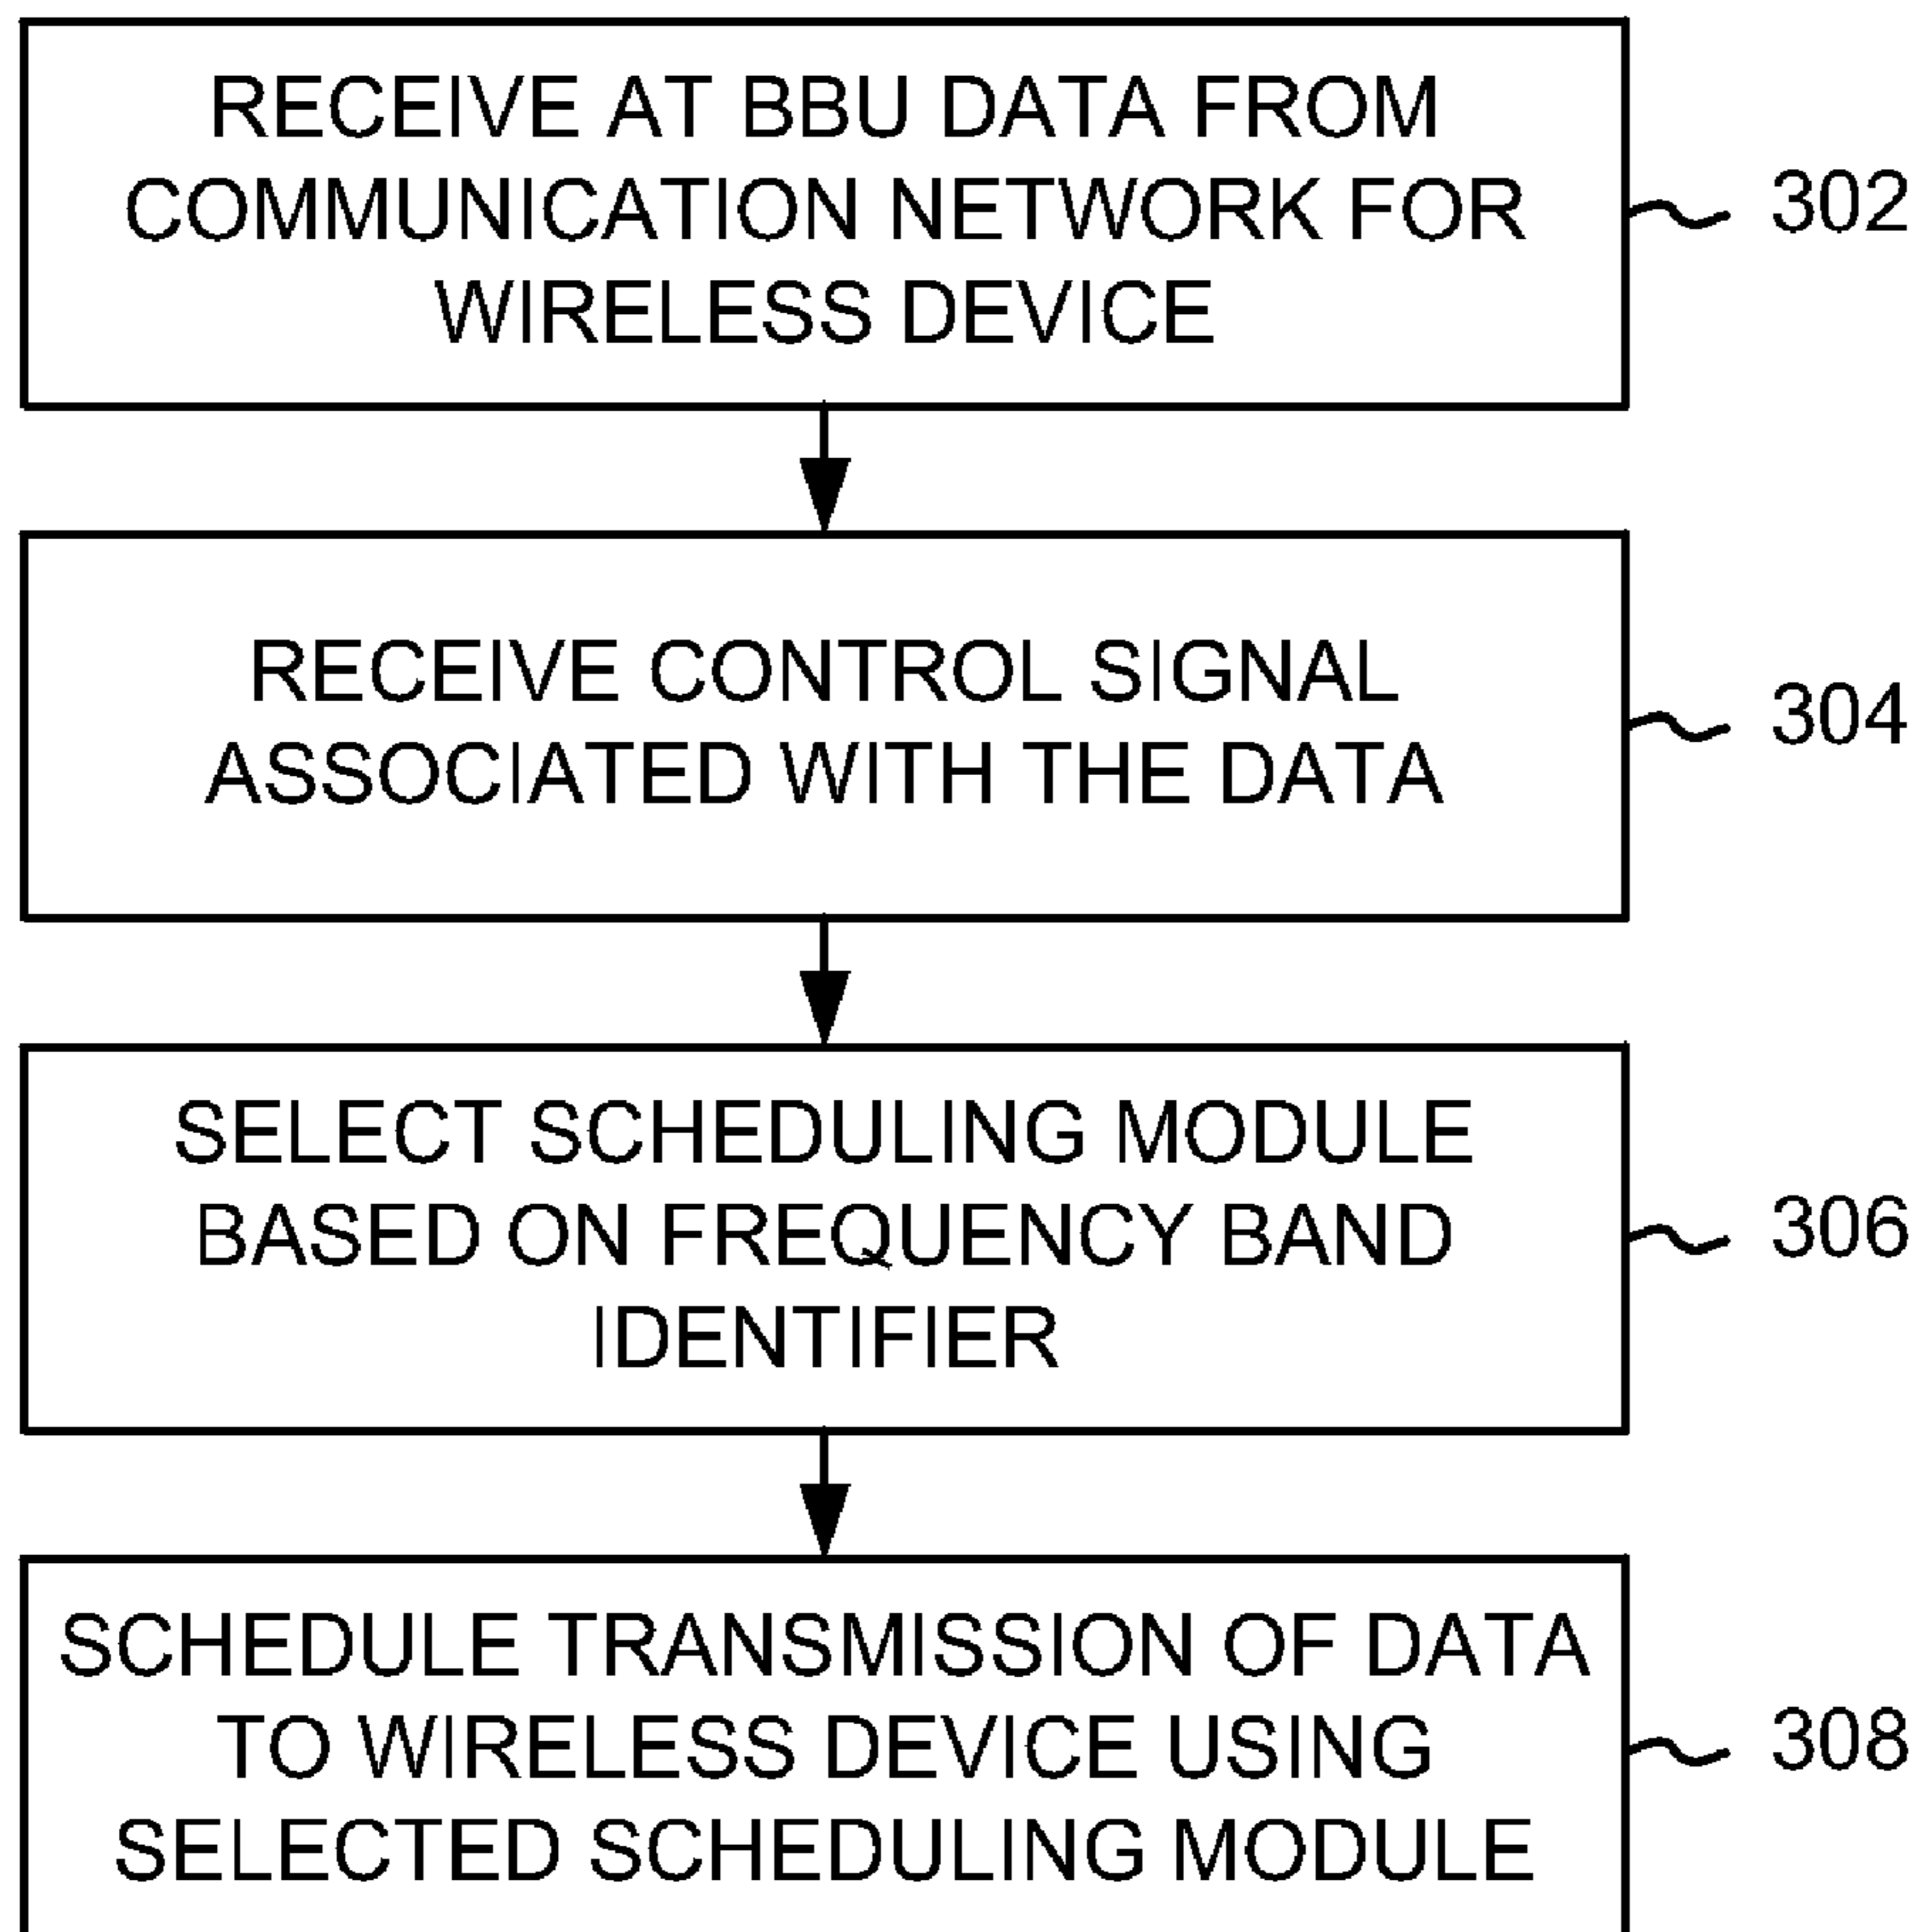 RECEIVE AT BBU DATA FROM
COMMUNICATION NETWORK FOR
WIRELESS DEVICE
302
RECEIVE CONTROL SIGNAL
ASSOCIATED WITH THE DATA
304
SELECT SCHEDULING MODULE
BASED ON FREQUENCY BAND
IDENTIFIER
306
SCHEDULE TRANSMISSION OF DATA
TO WIRELESS DEVICE USING
SELECTED SCHEDULING MODULE
308